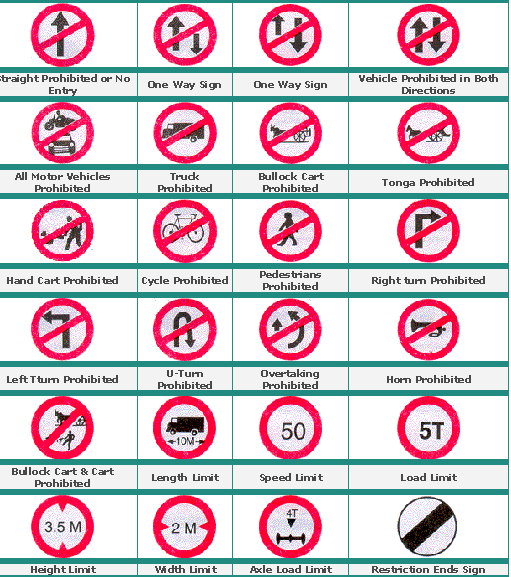 Straight Prohibited or No
Entry
One Way Sign
One Way Sign
Vehicle Prohibited in Both
Directions
All Motor Vehicles
Prohibited
Truck
Prohibited
Bullock Cart
Prohibited
Tonga Prohibited
Hand Cart Prohibited
Cycle Prohibited
Pedestrians
Prohibited
Right turn Prohibited
Left Tturn Prohibited
U-Turn
Prohibited
Overtaking
Prohibited
Horn Prohibited
10M
50
5T
Bullock Cart & Cart
Prohibited
Length Limit
Speed Limit
Load Limit
3.5 M
2 M
4T
Height Limit
Width Limit
Axle Load Limit
Restriction Ends Sign